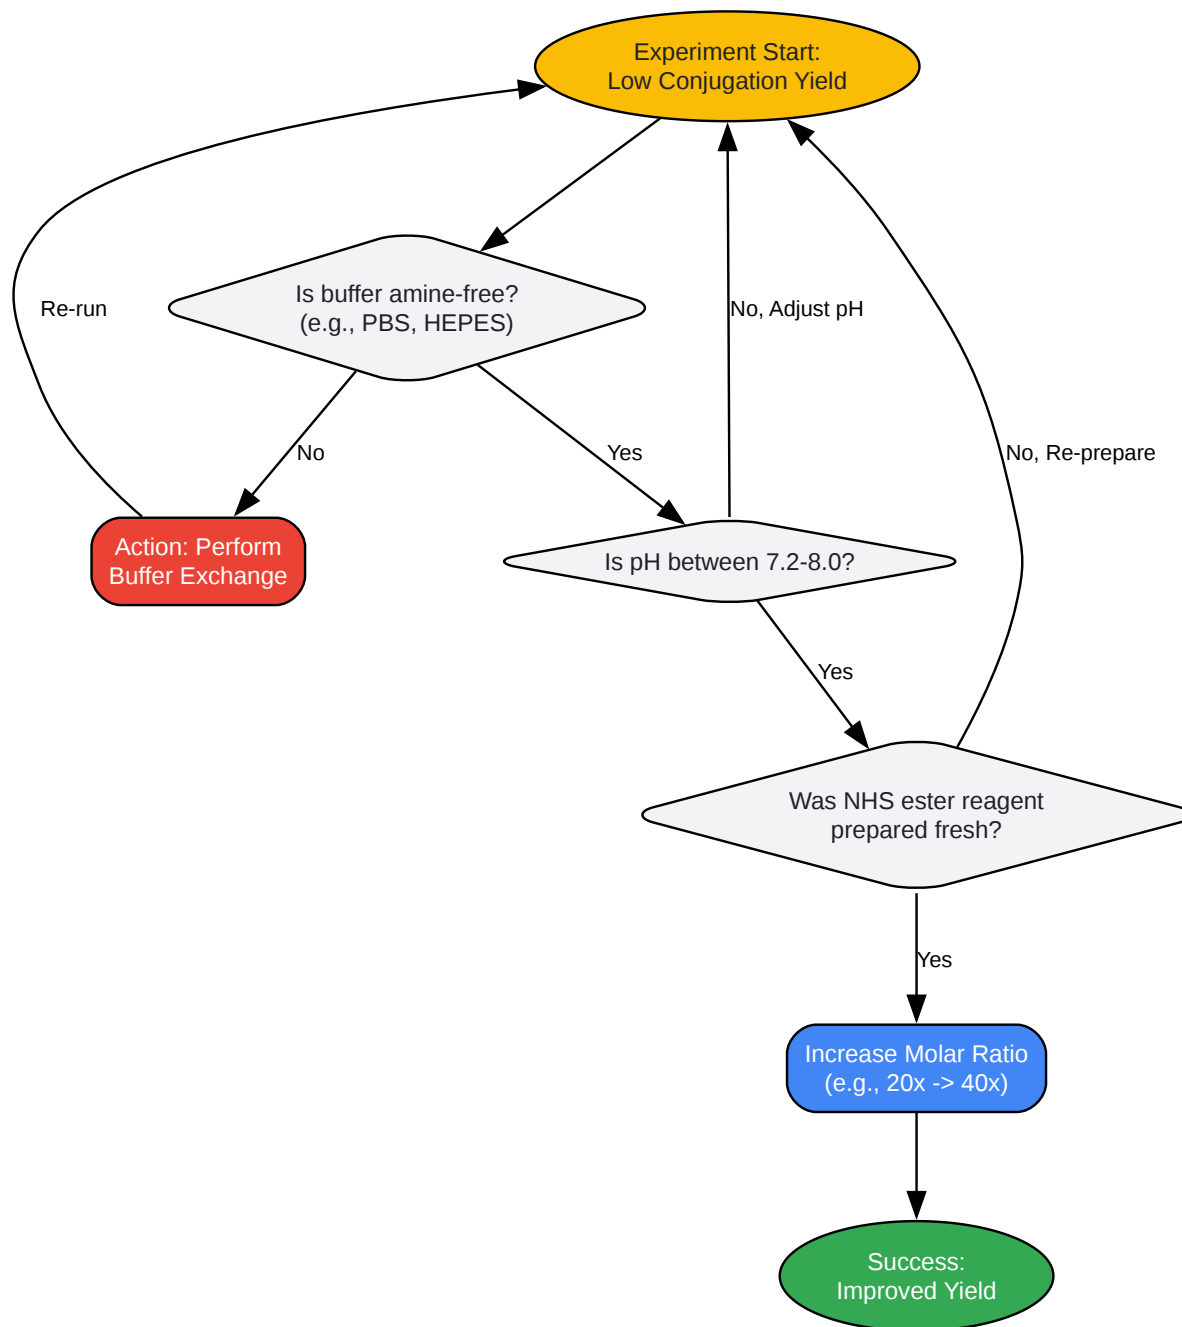 Experiment Start:
Low Conjugation Yield
Is buffer amine-free?
(e.g., PBS, HEPES)
Re-run
No, Adjust pH
No
Yes
No, Re-prepare
Action: Perform
Buffer Exchange
Is pH between 7.2-8.0?
Yes
Was NHS ester reagent
prepared fresh?
Yes
Increase Molar Ratio
(e.g., 20x -> 40x)
Success:
Improved Yield